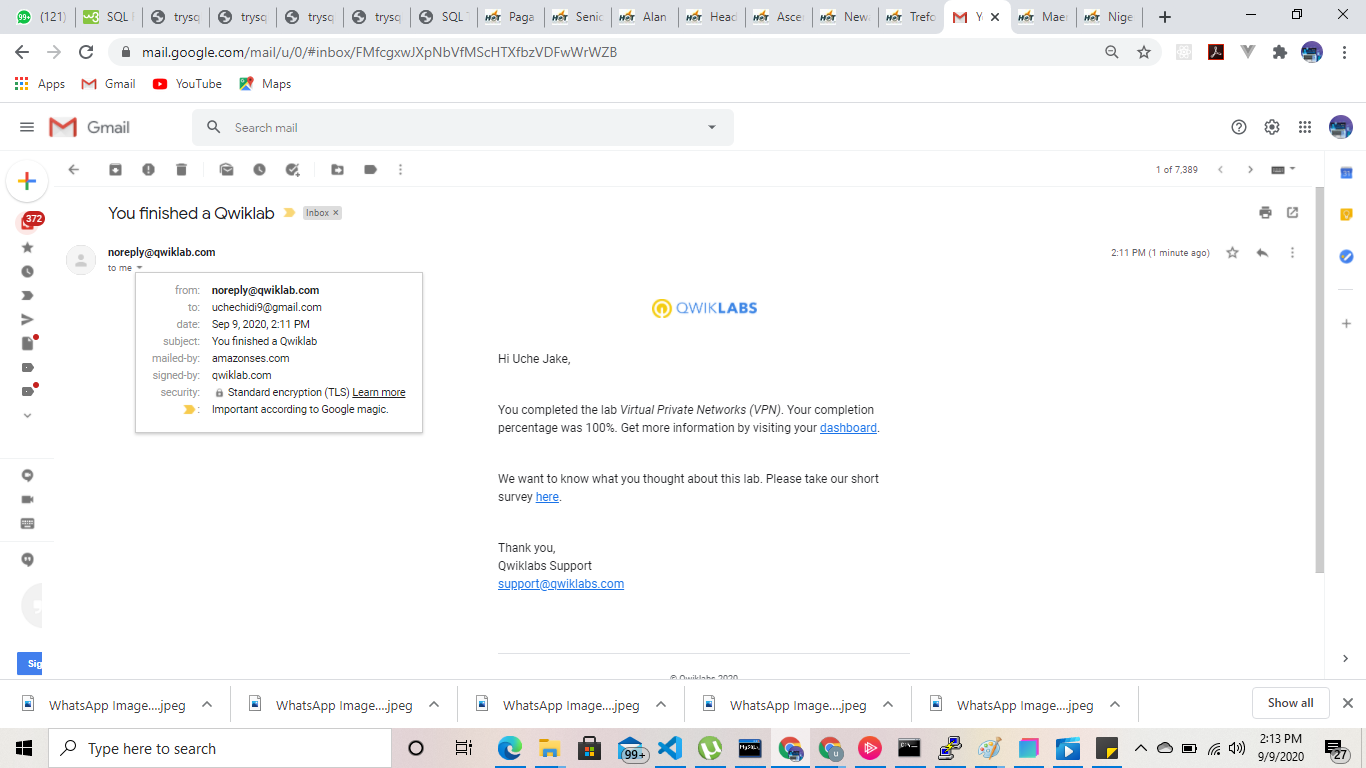 (121)
SQL
trysq
trysq
trysq
trysq
SQL T
Paga
Senic
Alan
Head
Asce
New
Trefo
Y
Maer
Nige
mail.google.com/mail/u/0/#inbox/FMfcgxwJXpNbVfMScHTXfbzVDFwWrWZB
Apps
Gmail
YouTube
Maps
Gmail
Search mail
1 of 7,389
372
You finished a Qwiklab
Inbox ×
noreply@qwiklab.com
2:11 PM (1 minute ago)
to me
from: noreply@qwiklab.com
to: uchechidi9@gmail.com
date: Sep 9, 2020, 2:11 PM
subject: You finished a Qwiklab
mailed-by: amazonses.com
signed-by: qwiklab.com
security: Standard encryption (TLS) Learn more
: Important according to Google magic.
QWIKLABS
Hi Uche Jake,
You completed the lab Virtual Private Networks (VPN). Your completion
percentage was 100%. Get more information by visiting your dashboard.
We want to know what you thought about this lab. Please take our short
survey here.
Thank you,
Qwiklabs Support
support@qwiklabs.com
© Qwiklabs 2020
Sig
31
WhatsApp Image....jpeg
WhatsApp Image....jpeg
WhatsApp Image....jpeg
WhatsApp Image....jpeg
WhatsApp Image....jpeg
Show all
Type here to search
99+
MySQL
u
2:13 PM
9/9/2020
27